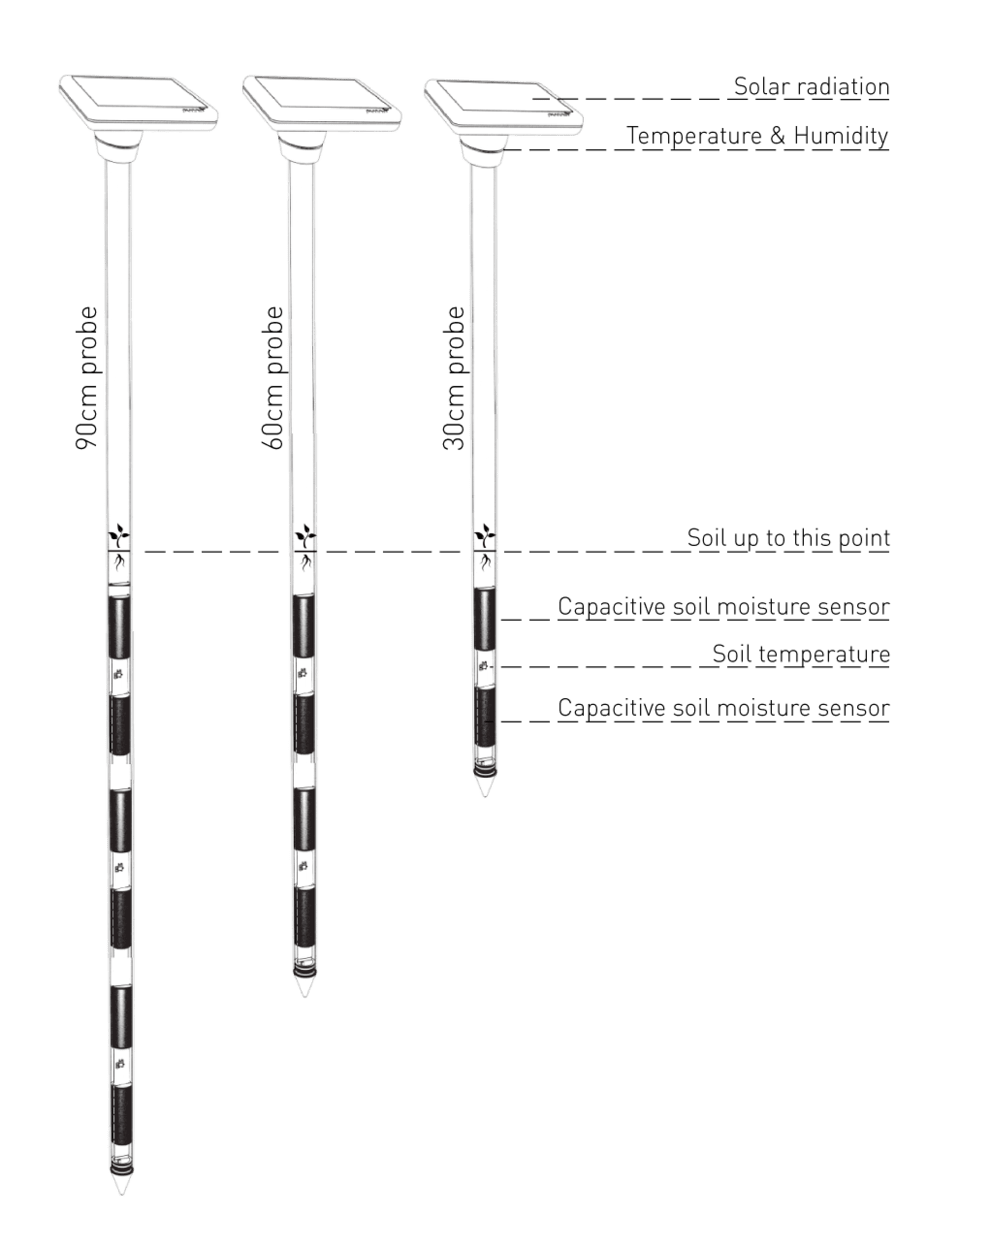 Solar radiation
Temperature & Humidity
90cm probe
60cm probe
30cm probe
Soil up to this point
Capacitive soil moisture sensor
Soil temperature
Capacitive soil moisture sensor